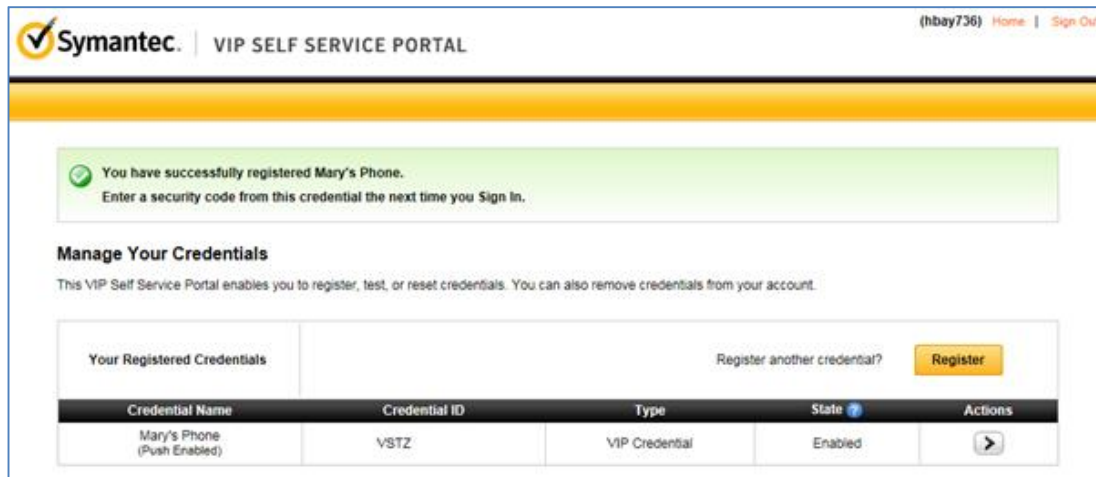 (hbay736) Home | Sign Ou
Symantec. | VIP SELF SERVICE PORTAL
You have successfully registered Mary's Phone.
Enter a security code from this credential the next time you Sign In.
Manage Your Credentials
This VIP Self Service Portal enables you to register, test, or reset credentials. You can also remove credentials from your account.
Your Registered Credentials Register another credential? Register
Credential Name Credential ID Type State ? Actions
Mary's Phone VSTZ VIP Credential Enabled >
(Push Enabled)